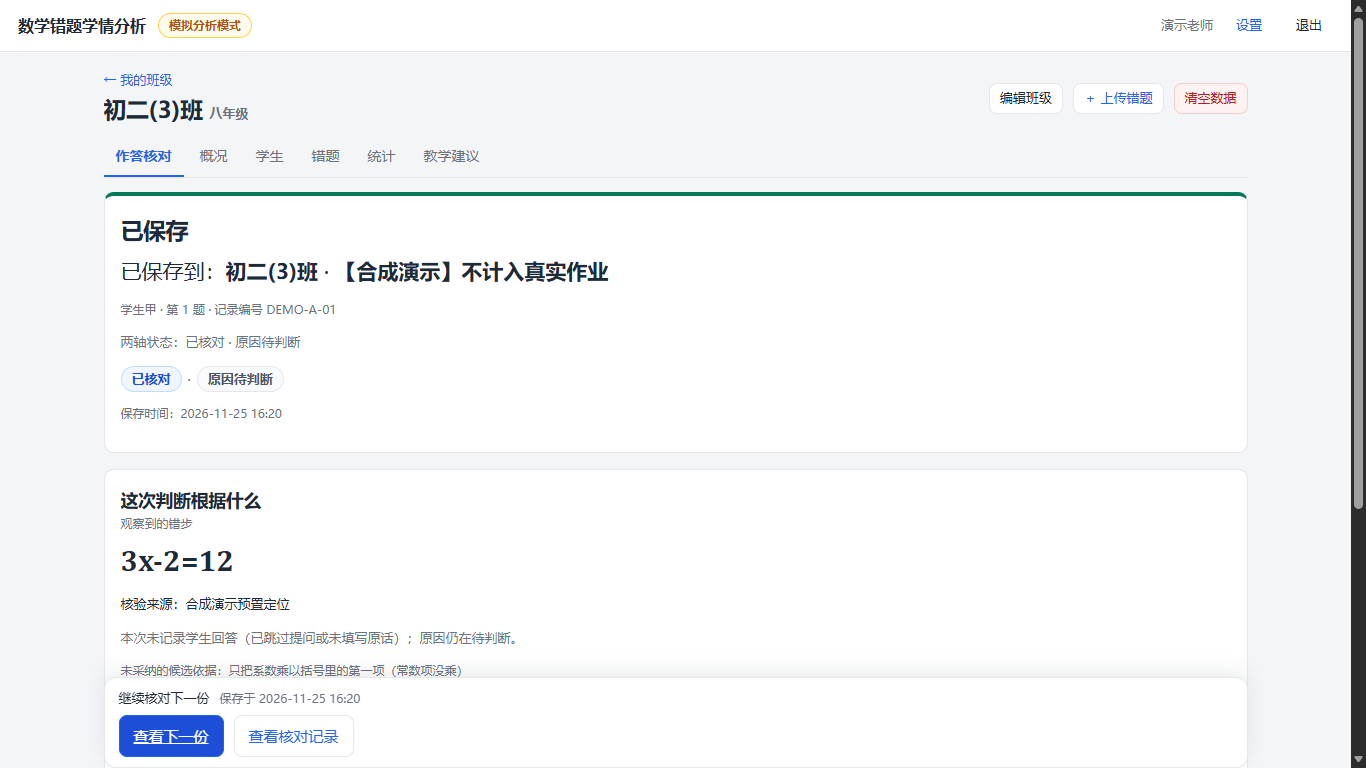 数学错题学情分析 模拟分析模式 演示老师 设置 退出
← 我的班级
初二(3)班 八年级
编辑班级 + 上传错题 清空数据
作答核对 概况 学生 错题 统计 教学建议
已保存
已保存到：初二(3)班 · 【合成演示】不计入真实作业
学生甲 · 第 1 题 · 记录编号 DEMO-A-01
两轴状态：已核对 · 原因待判断
已核对 · 原因待判断
保存时间：2026-11-25 16:20
这次判断根据什么
观察到的错步
3x-2=12
核验来源：合成演示预置定位
本次未记录学生回答（已跳过提问或未填写原话）；原因仍在待判断。
未采纳的候选依据：只把系数乘以括号里的第一项（常数项没乘）
继续核对下一份 保存于 2026-11-25 16:20
查看下一份 查看核对记录